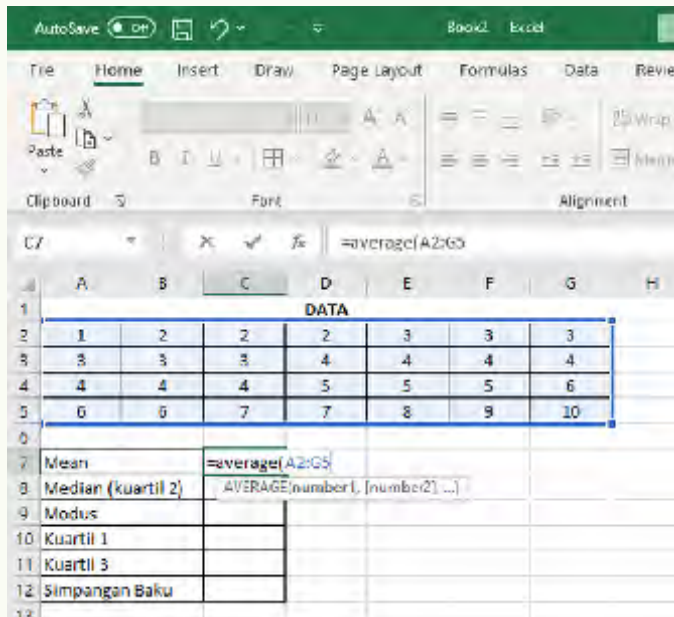 AutoSave Off Book2 Excel
Home Insert Draw Page Layout Formulas Data
Paste B I U A A
Clipboard Font Alignment
C7 fx =average(A2:G5
A B C D E F G H
1 DATA
2 1 2 2 2 3 3 3
3 3 3 3 4 4 4 4
4 4 4 4 5 5 5 6
5 6 6 7 7 8 9 10
6
7 Mean =average(A2:G5
8 Median (kuartil 2) AVERAGE(number1, [number2], ...)
9 Modus
10 Kuartil 1
11 Kuartil 3
12 Simpangan Baku
13